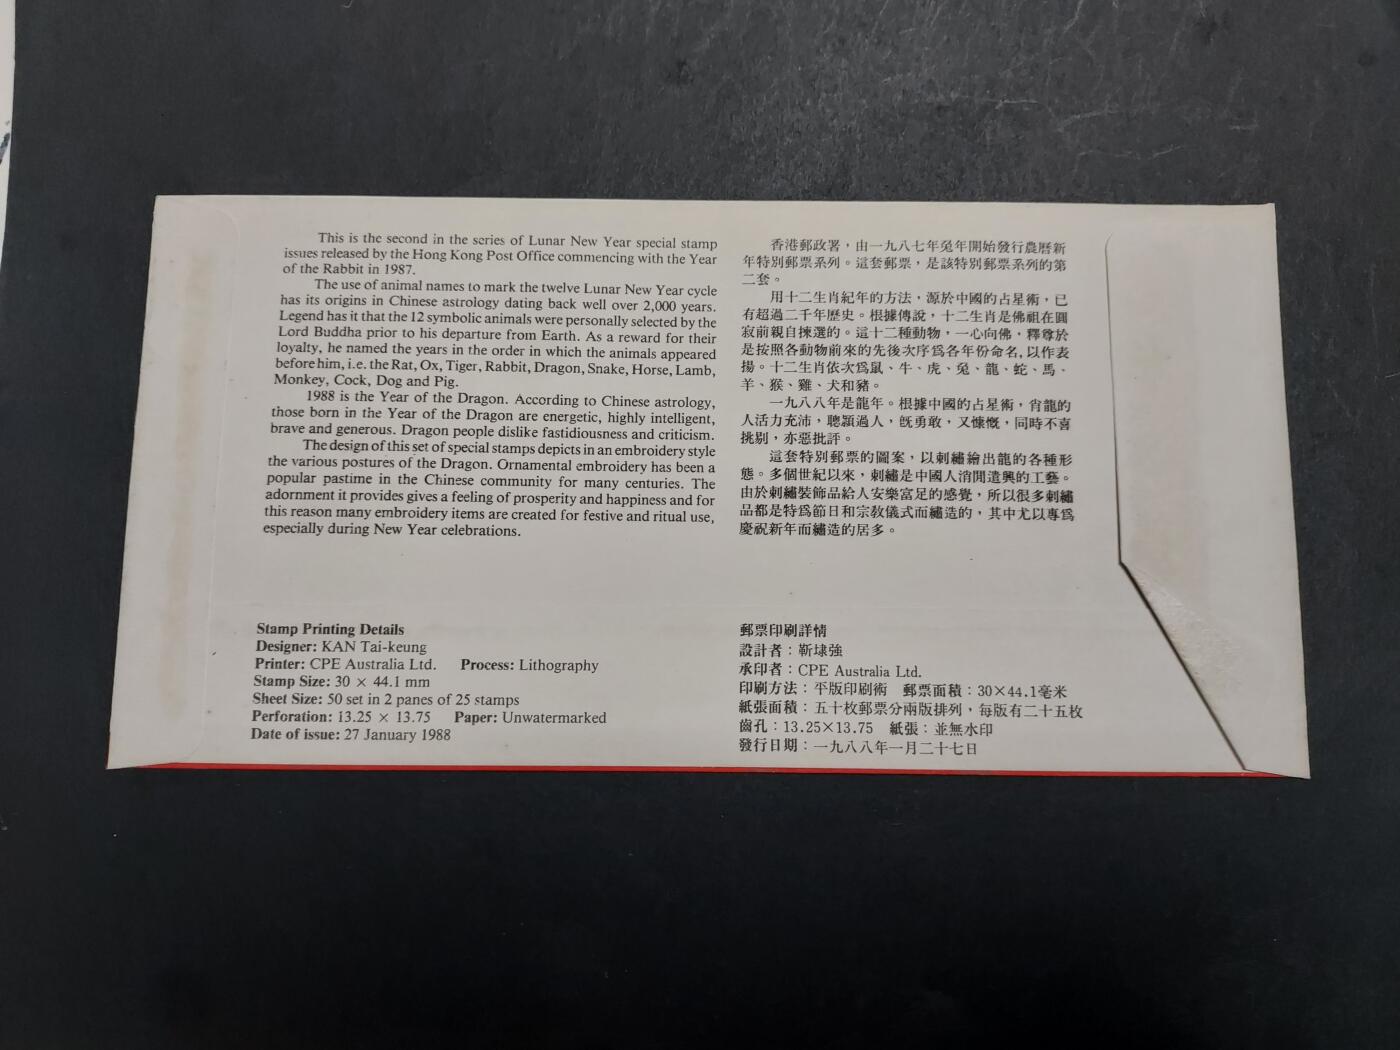 This is the second in the series of Lunar New Year special stamp
issues released by the Hong Kong Post Office commencing with the Year
of the Rabbit in 1987.
The use of animal names to mark the twelve Lunar New Year cycle
has its origins in Chinese astrology dating back well over 2,000 years.
Legend has it that the 12 symbolic animals were personally selected by the
Lord Buddha prior to his departure from Earth. As a reward for their
loyalty, he named the years in the order in which the animals appeared
before him, i.e. the Rat, Ox, Tiger, Rabbit, Dragon, Snake, Horse, Lamb,
Monkey, Cock, Dog and Pig.
1988 is the Year of the Dragon. According to Chinese astrology,
those born in the Year of the Dragon are energetic, highly intelligent,
brave and generous. Dragon people dislike fastidiousness and criticism.
The design of this set of special stamps depicts in an embroidery style
the various postures of the Dragon. Ornamental embroidery has been a
popular pastime in the Chinese community for many centuries. The
adornment it provides gives a feeling of prosperity and happiness and for
this reason many embroidery items are created for festive and ritual use,
especially during New Year celebrations.
Stamp Printing Details
Designer: KAN Tai-keung
Printer: CPE Australia Ltd. Process: Lithography
Stamp Size: 30 × 44.1 mm
Sheet Size: 50 set in 2 panes of 25 stamps
Perforation: 13.25 × 13.75 Paper: Unwatermarked
Date of issue: 27 January 1988
香港郵政署，由一九八七年兔年開始發行農曆新
年特別郵票系列。這套郵票，是該特別郵票系列的第
二套。
用十二生肖紀年的方法，源於中國的占星術，已
有超過二千年歷史。根據傳說，十二生肖是佛祖在圓
寂前親自揀選的。這十二種動物，一心向佛，釋尊於
是按照各動物前來的先後次序爲各年份命名，以作表
揚。十二生肖依次爲鼠、牛、虎、兔、龍、蛇、馬、
羊、猴、雞、犬和豬。
一九八八年是龍年。根據中國的占星術，肖龍的
人活力充沛，聰穎過人，既勇敢，又慷慨，同時不喜
挑剔，亦惡批評。
這套特別郵票的圖案，以刺繡繪出龍的各種形
態。多個世紀以來，刺繡是中國人消閒遣興的工藝。
由於刺繡裝飾品給人安樂富足的感覺，所以很多刺繡
品都是特爲節日和宗敎儀式而繡造的，其中尤以專爲
慶祝新年而繡造的居多。
郵票印刷詳情
設計者：靳埭強
承印者：CPE Australia Ltd.
印刷方法：平版印刷術 郵票面積：30×44.1毫米
紙張面積：五十枚郵票分兩版排列，每版有二十五枚
齒孔：13.25×13.75 紙張：並無水印
發行日期：一九八八年一月二十七日